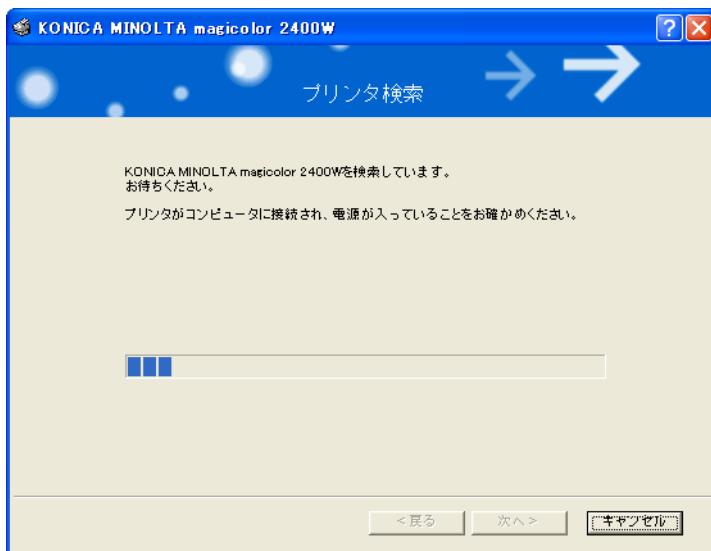 KONICA MINOLTA magicolor 2400W
プリンタ検索
KONICA MINOLTA magicolor 2400Wを検索しています。
お待ちください。
プリンタがコンピュータに接続され、電源が入っていることをお確かめください。
<戻る 次へ> キャンセル